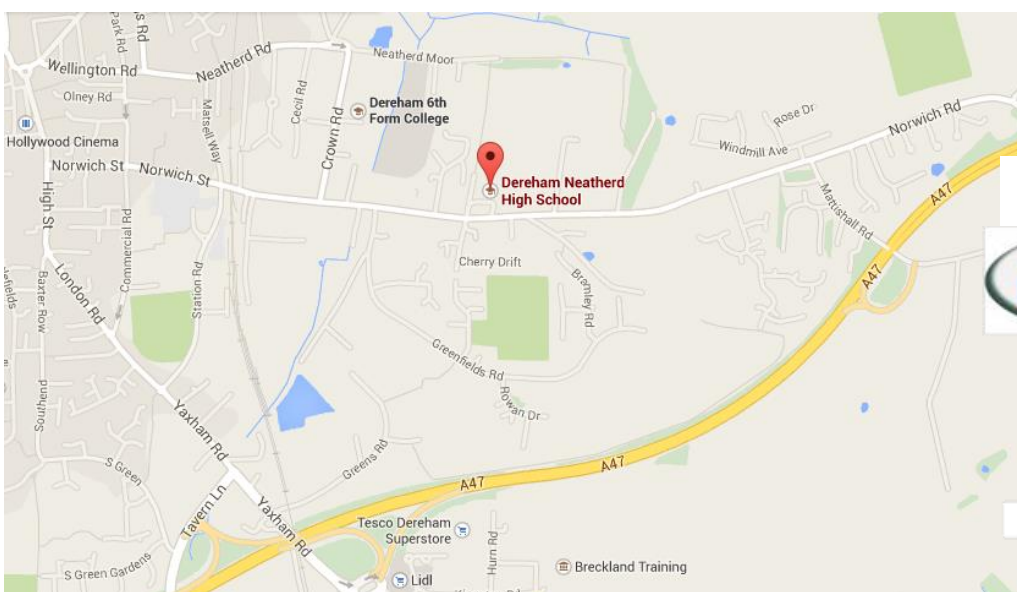 Park Rd
Wellington Rd
Neatherd Rd
Neatherd Moor
Olney Rd
Matsell Way
Cecil Rd
Crown Rd
Dereham 6th
Form College
Hollywood Cinema
Rose Dr
Norwich Rd
Windmill Ave
Norwich St
Norwich St
Dereham Neatherd
High School
High St
A47
Mattishall Rd
Commercial Rd
Station Rd
Cherry Drift
Bramley Rd
London Rd
Baxter Row
A47
Greenfields Rd
Rowan Dr
Southend
Yaxham Rd
Greens Rd
S Green
A47
A47
Tavern Ln
Yaxham Rd
Tesco Dereham
Superstore
Hurn Rd
S Green Gardens
Lidl
Breckland Training